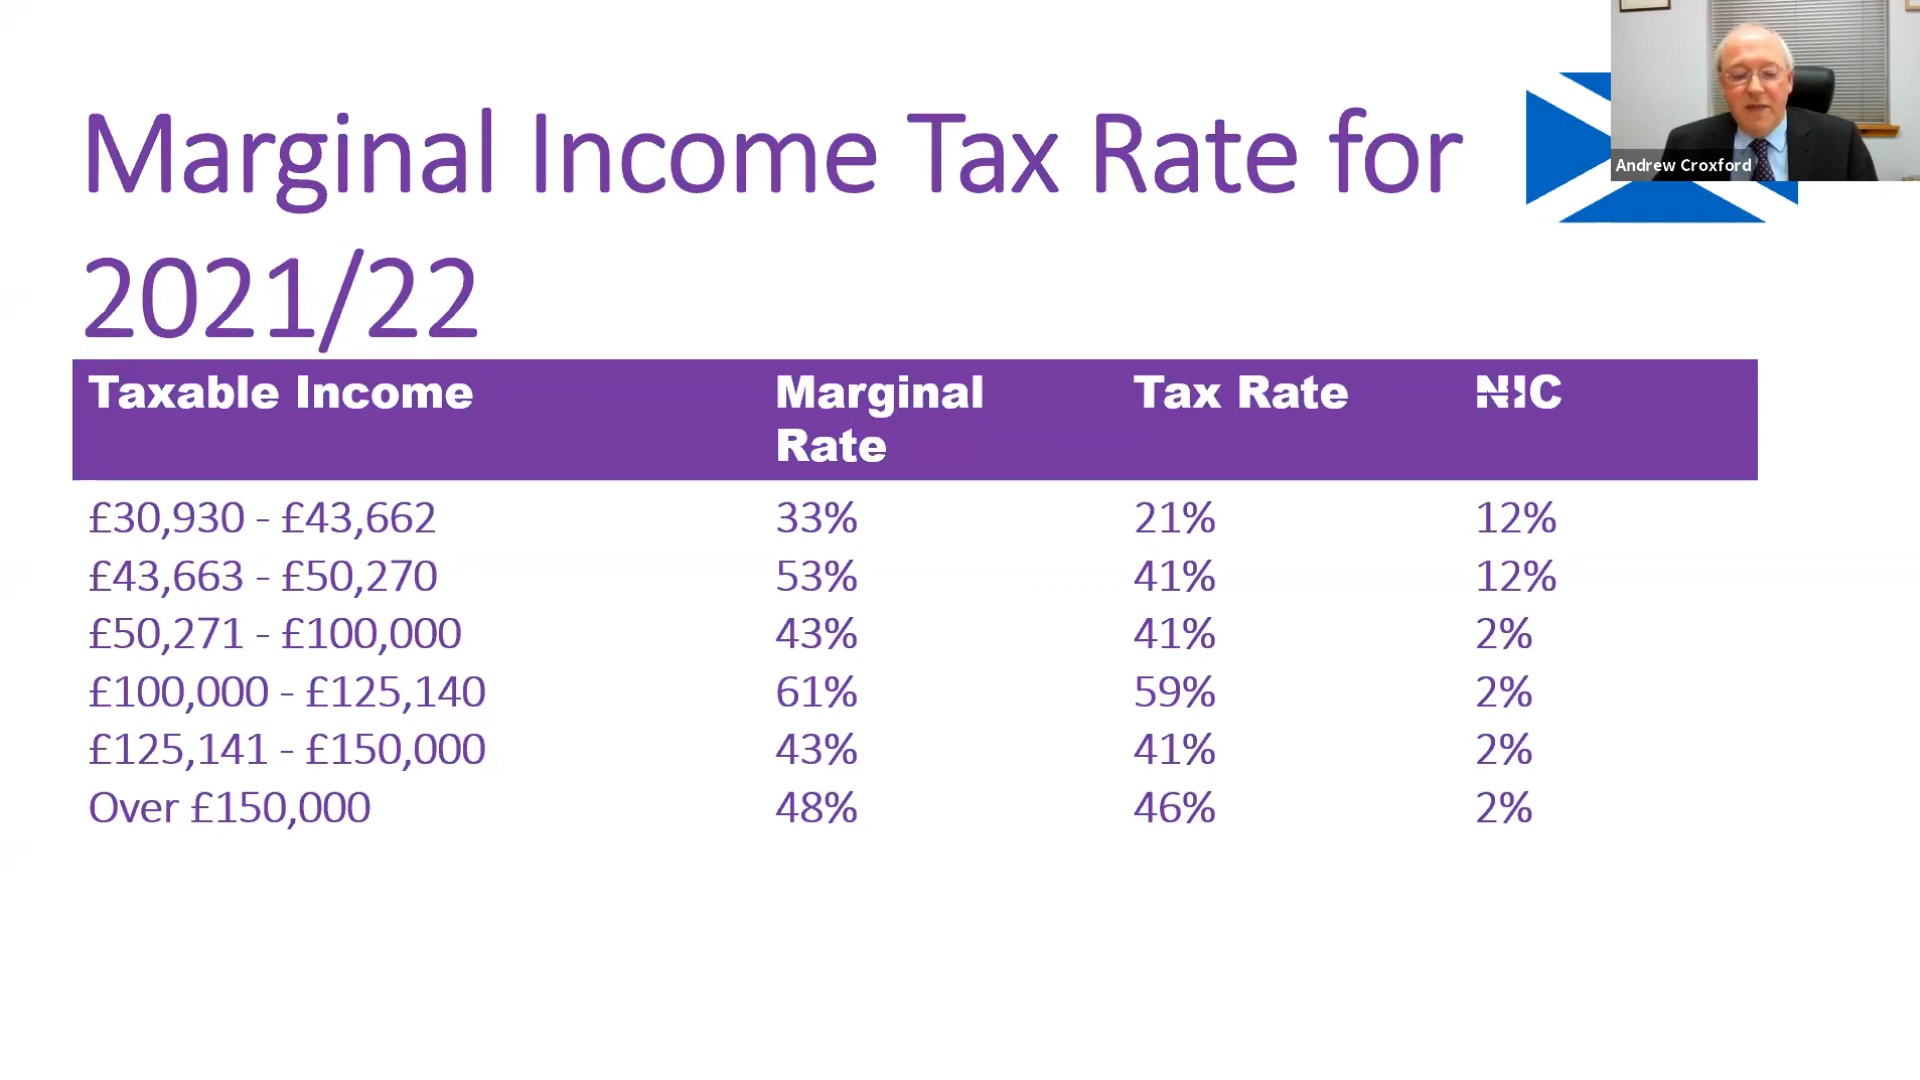 Marginal Income Tax Rate for
2021/22
Andrew Croxford
Taxable Income Marginal Rate Tax Rate NIC
£30,930 - £43,662 33% 21% 12%
£43,663 - £50,270 53% 41% 12%
£50,271 - £100,000 43% 41% 2%
£100,000 - £125,140 61% 59% 2%
£125,141 - £150,000 43% 41% 2%
Over £150,000 48% 46% 2%